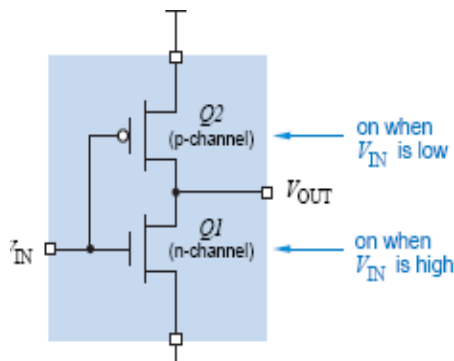 Q2
(p-channel)
on when
VIN is low
VOUT
Q1
(n-channel)
VIN
on when
VIN is high